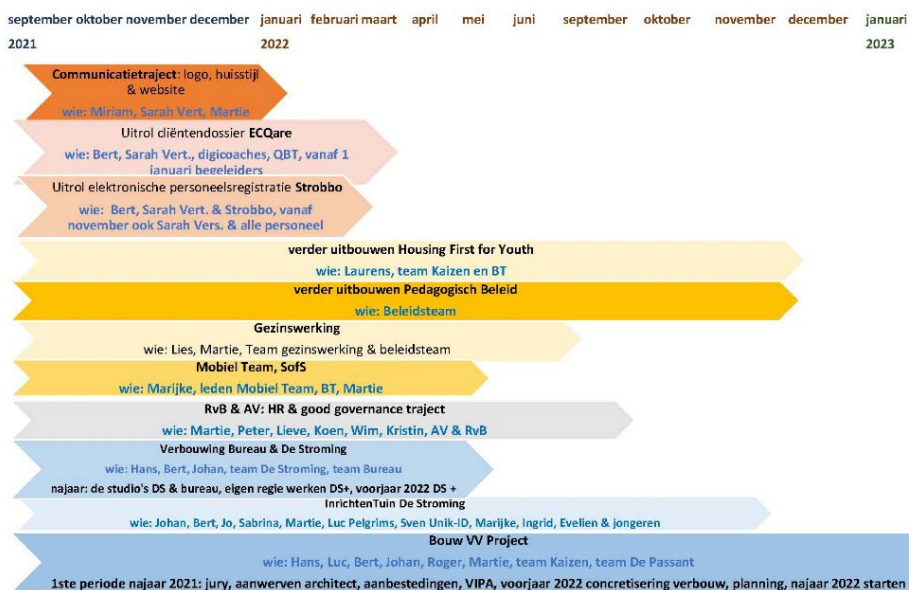 september oktober november december januari februari maart april mei juni september oktober november december januari
2021 2022 2023
Communicatietraject: logo, huisstijl
& website
wie: Miriam, Sarah Vert, Martie
Uitrol cliëntendossier ECQare
wie: Bert, Sarah Vert., digicoaches, QBT, vanaf 1
januari begeleiders
Uitrol elektronische personeelsregistratie Strobbo
wie: Bert, Sarah Vert. & Strobbo, vanaf
november ook Sarah Vers. & alle personeel
verder uitbouwen Housing First for Youth
wie: Laurens, team Kaizen en BT
verder uitbouwen Pedagogisch Beleid
wie: Beleidsteam
Gezinswerking
wie: Lies, Martie, Team gezinswerking & beleidsteam
Mobiel Team, SofS
wie: Marijke, leden Mobiel Team, BT, Martie
RvB & AV: HR & good governance traject
wie: Martie, Peter, Lieve, Koen, Wim, Kristin, AV & RvB
Verbouwing Bureau & De Stroming
wie: Hans, Bert, Johan, team De Stroming, team Bureau
najaar: de studio's DS & bureau, eigen regie werken DS+, voorjaar 2022 DS +
InrichtenTuin De Stroming
wie: Johan, Bert, Jo, Sabrina, Martie, Luc Pelgrims, Sven Unik-ID, Marijke, Ingrid, Evelien & jongeren
Bouw VV Project
wie: Hans, Luc, Bert, Johan, Roger, Martie, team Kaizen, team De Passant
1ste periode najaar 2021: jury, aanwerven architect, aanbestedingen, VIPA, voorjaar 2022 concretisering verbouw, planning, najaar 2022 starten